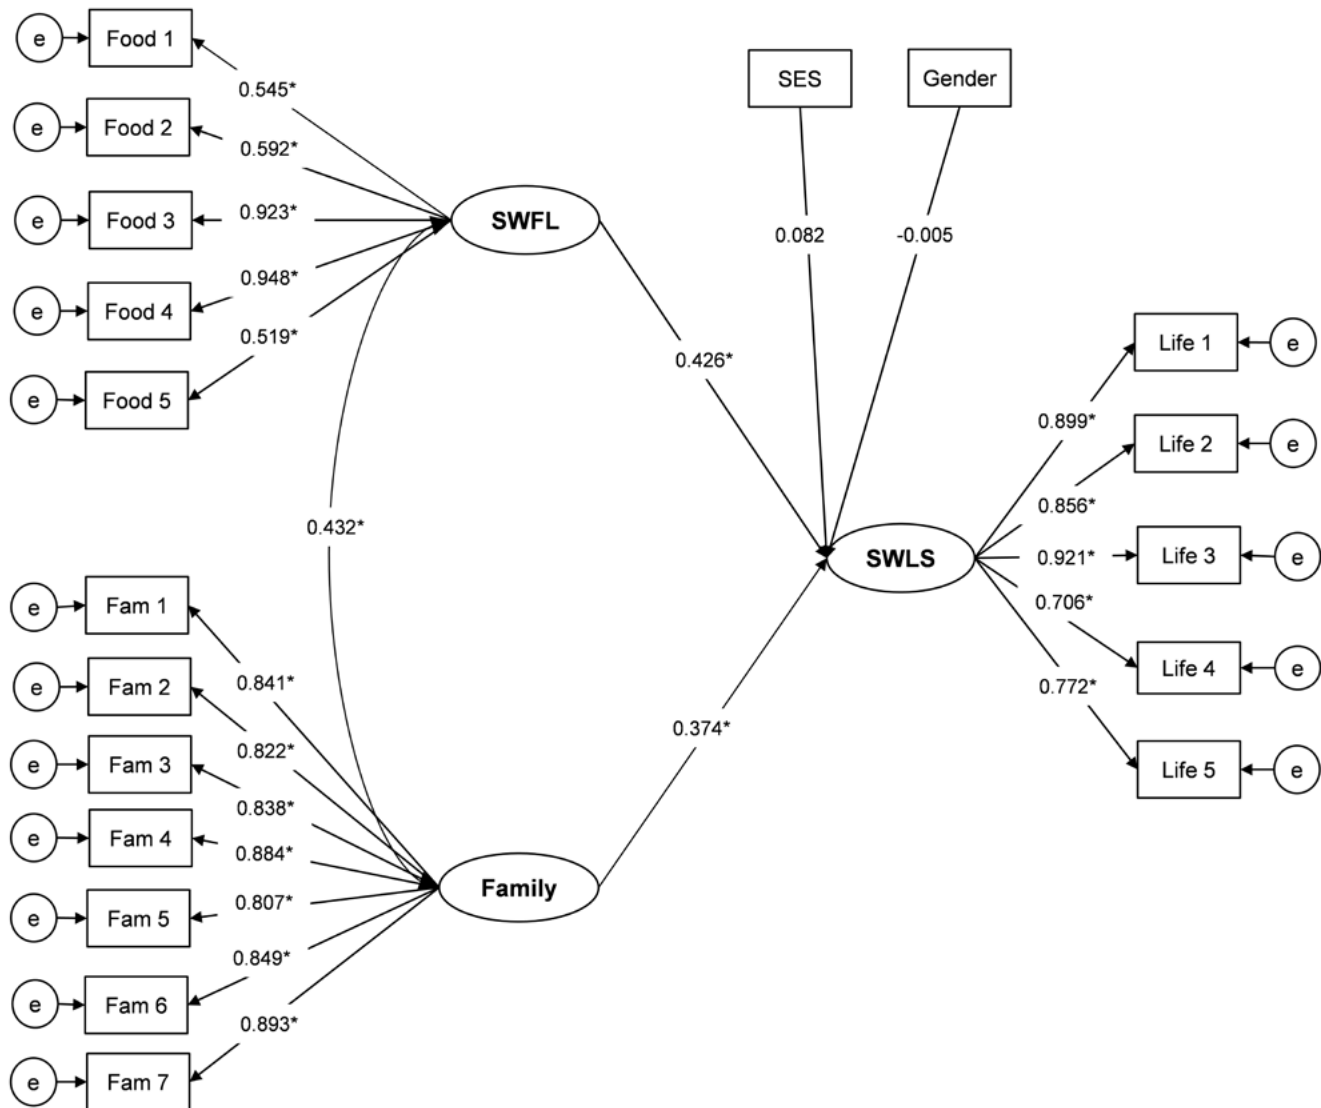 e
Food 1
0.545*
e
Food 2
0.592*
e
Food 3
0.923*
e
Food 4
0.948*
e
Food 5
0.519*
SWFL
SES
Gender
0.082
-0.005
0.426*
0.432*
e
Fam 1
0.841*
e
Fam 2
0.822*
e
Fam 3
0.838*
e
Fam 4
0.884*
e
Fam 5
0.807*
e
Fam 6
0.849*
e
Fam 7
0.893*
Family
0.374*
SWLS
0.899*
Life 1
e
0.856*
Life 2
e
0.921*
Life 3
e
0.706*
Life 4
e
0.772*
Life 5
e